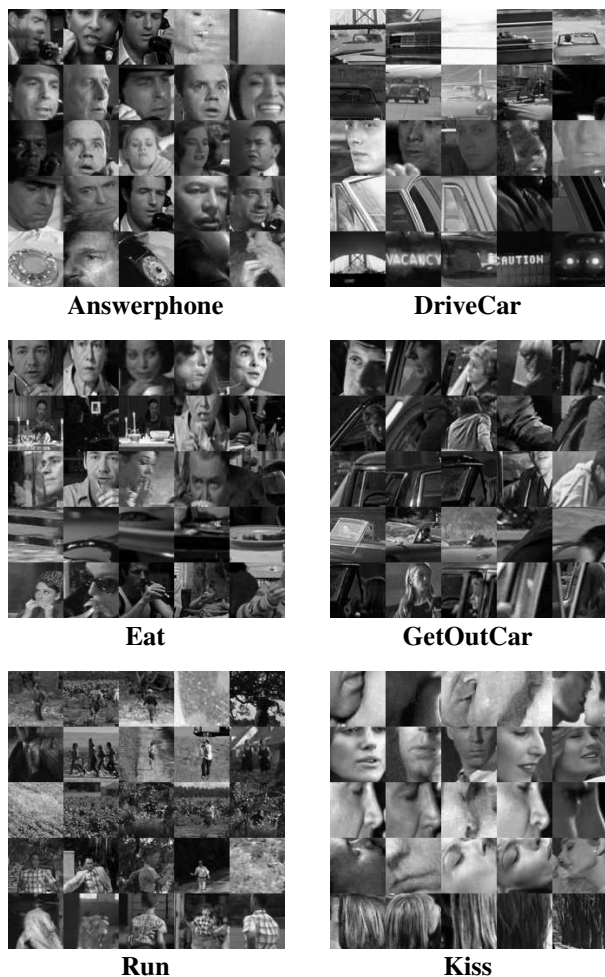 VACANCY
CAUTION
Answerphone
DriveCar
Eat
GetOutCar
Run
Kiss